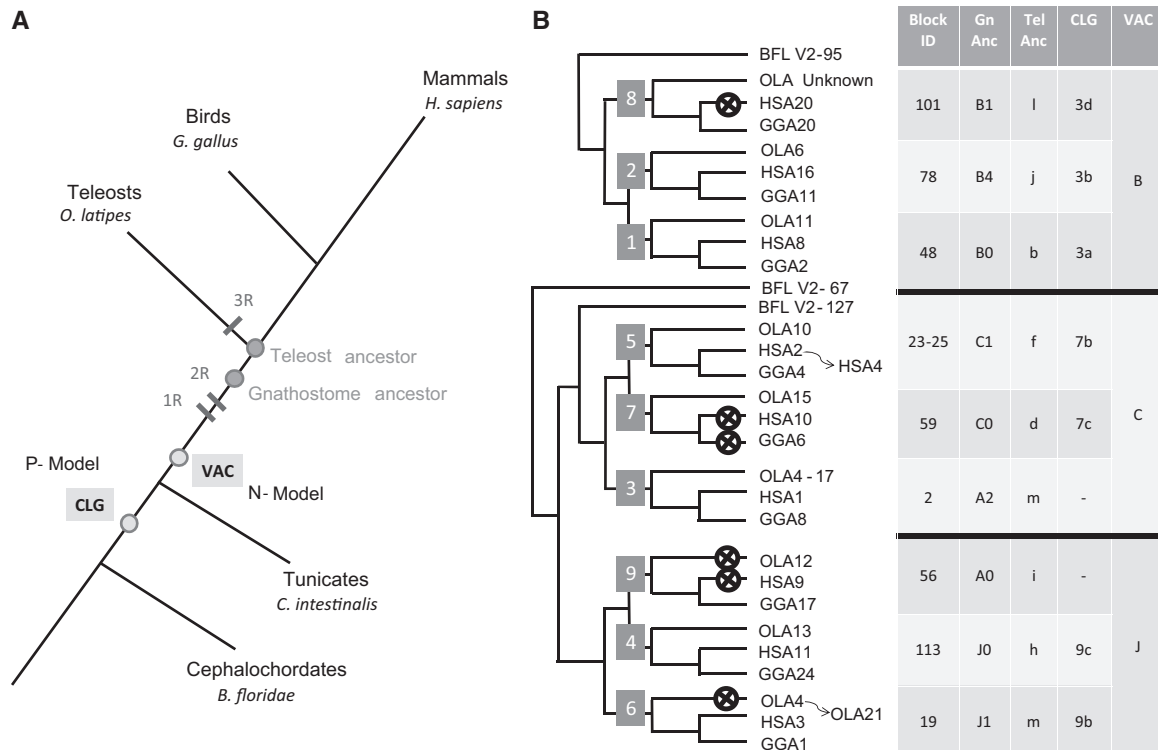 A
Mammals
H. sapiens
Birds
G. gallus
Teleosts
O. latipes
3R
Teleost ancestor
2R
Gnathostome ancestor
1R
P- Model
VAC
N- Model
CLG
Tunicates
C. intestinalis
Cephalochordates
B. floridae
B
BFL V2-95
OLA Unknown
8
HSA20
GGA20
OLA6
2
HSA16
GGA11
OLA11
1
HSA8
GGA2
BFL V2- 67
BFL V2- 127
OLA10
5
HSA2
HSA4
GGA4
OLA15
7
HSA10
GGA6
OLA4 - 17
3
HSA1
GGA8
OLA12
9
HSA9
GGA17
OLA13
4
HSA11
GGA24
OLA4
OLA21
6
HSA3
GGA1
Block ID Gn Anc Tel Anc CLG VAC
101 B1 l 3d
78 B4 j 3b B
48 B0 b 3a
23-25 C1 f 7b
59 C0 d 7c C
2 A2 m -
56 A0 i -
113 J0 h 9c J
19 J1 m 9b